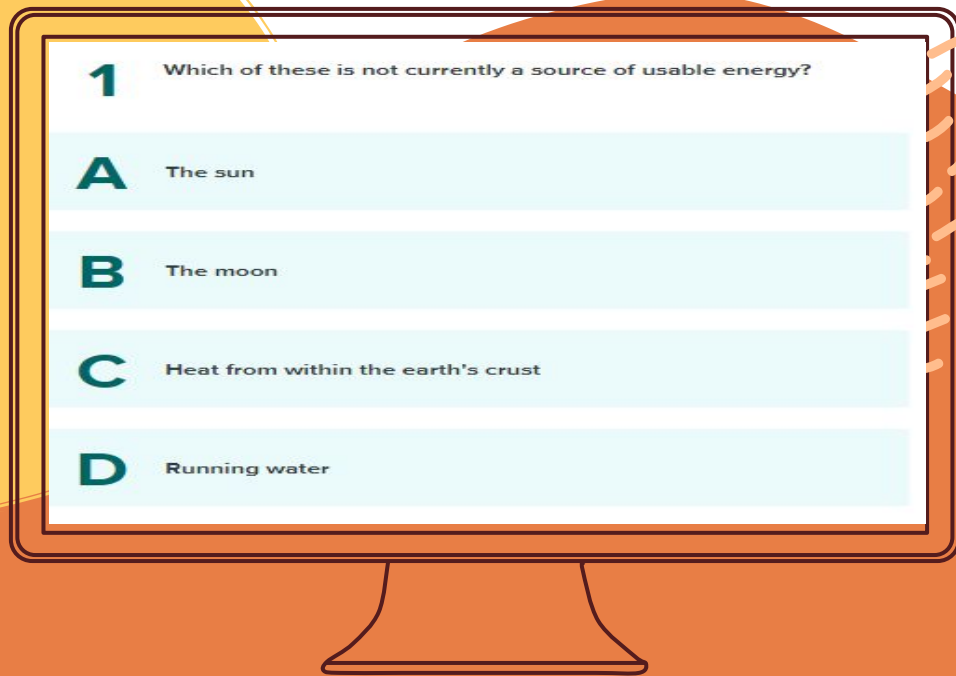 1 Which of these is not currently a source of usable energy?
A The sun
B The moon
C Heat from within the earth's crust
D Running water